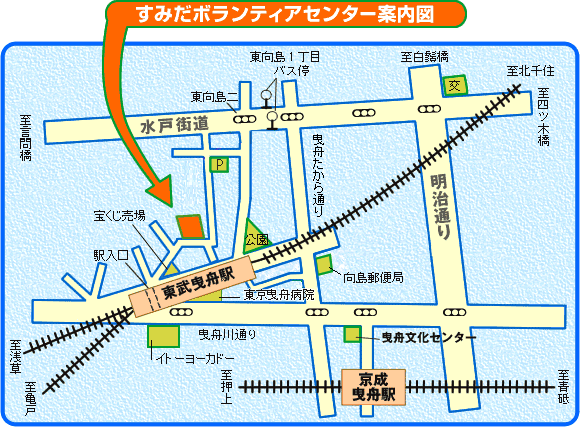 すみだボランティアセンター案内図
東向島1丁目
バス停
至白鬚橋
至北千住
東向島二
交
至四ツ木橋
水戸街道
至言問橋
曳舟たから通り
P
明治通り
宝くじ売場
公園
駅入口
東武曳舟駅
向島郵便局
東京曳舟病院
曳舟川通り
曳舟文化センター
イトーヨーカドー
至浅草
至亀戸
至押上
京成
曳舟駅
至青砥